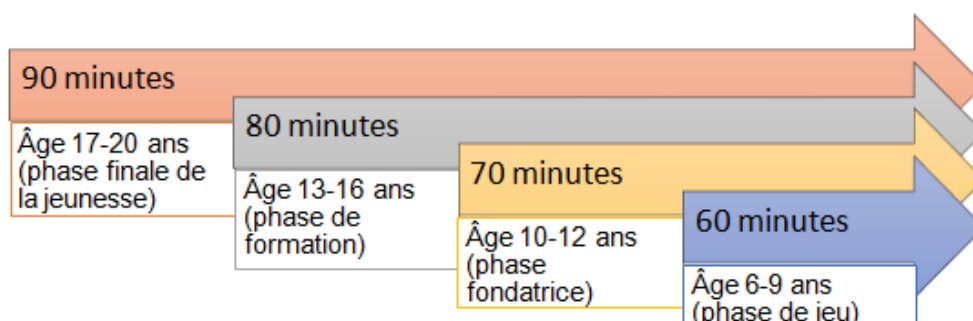 90 minutes
Âge 17-20 ans
(phase finale de
la jeunesse)
80 minutes
Âge 13-16 ans
(phase de
formation)
70 minutes
Âge 10-12 ans
(phase
fondatrice)
60 minutes
Âge 6-9 ans
(phase de jeu)